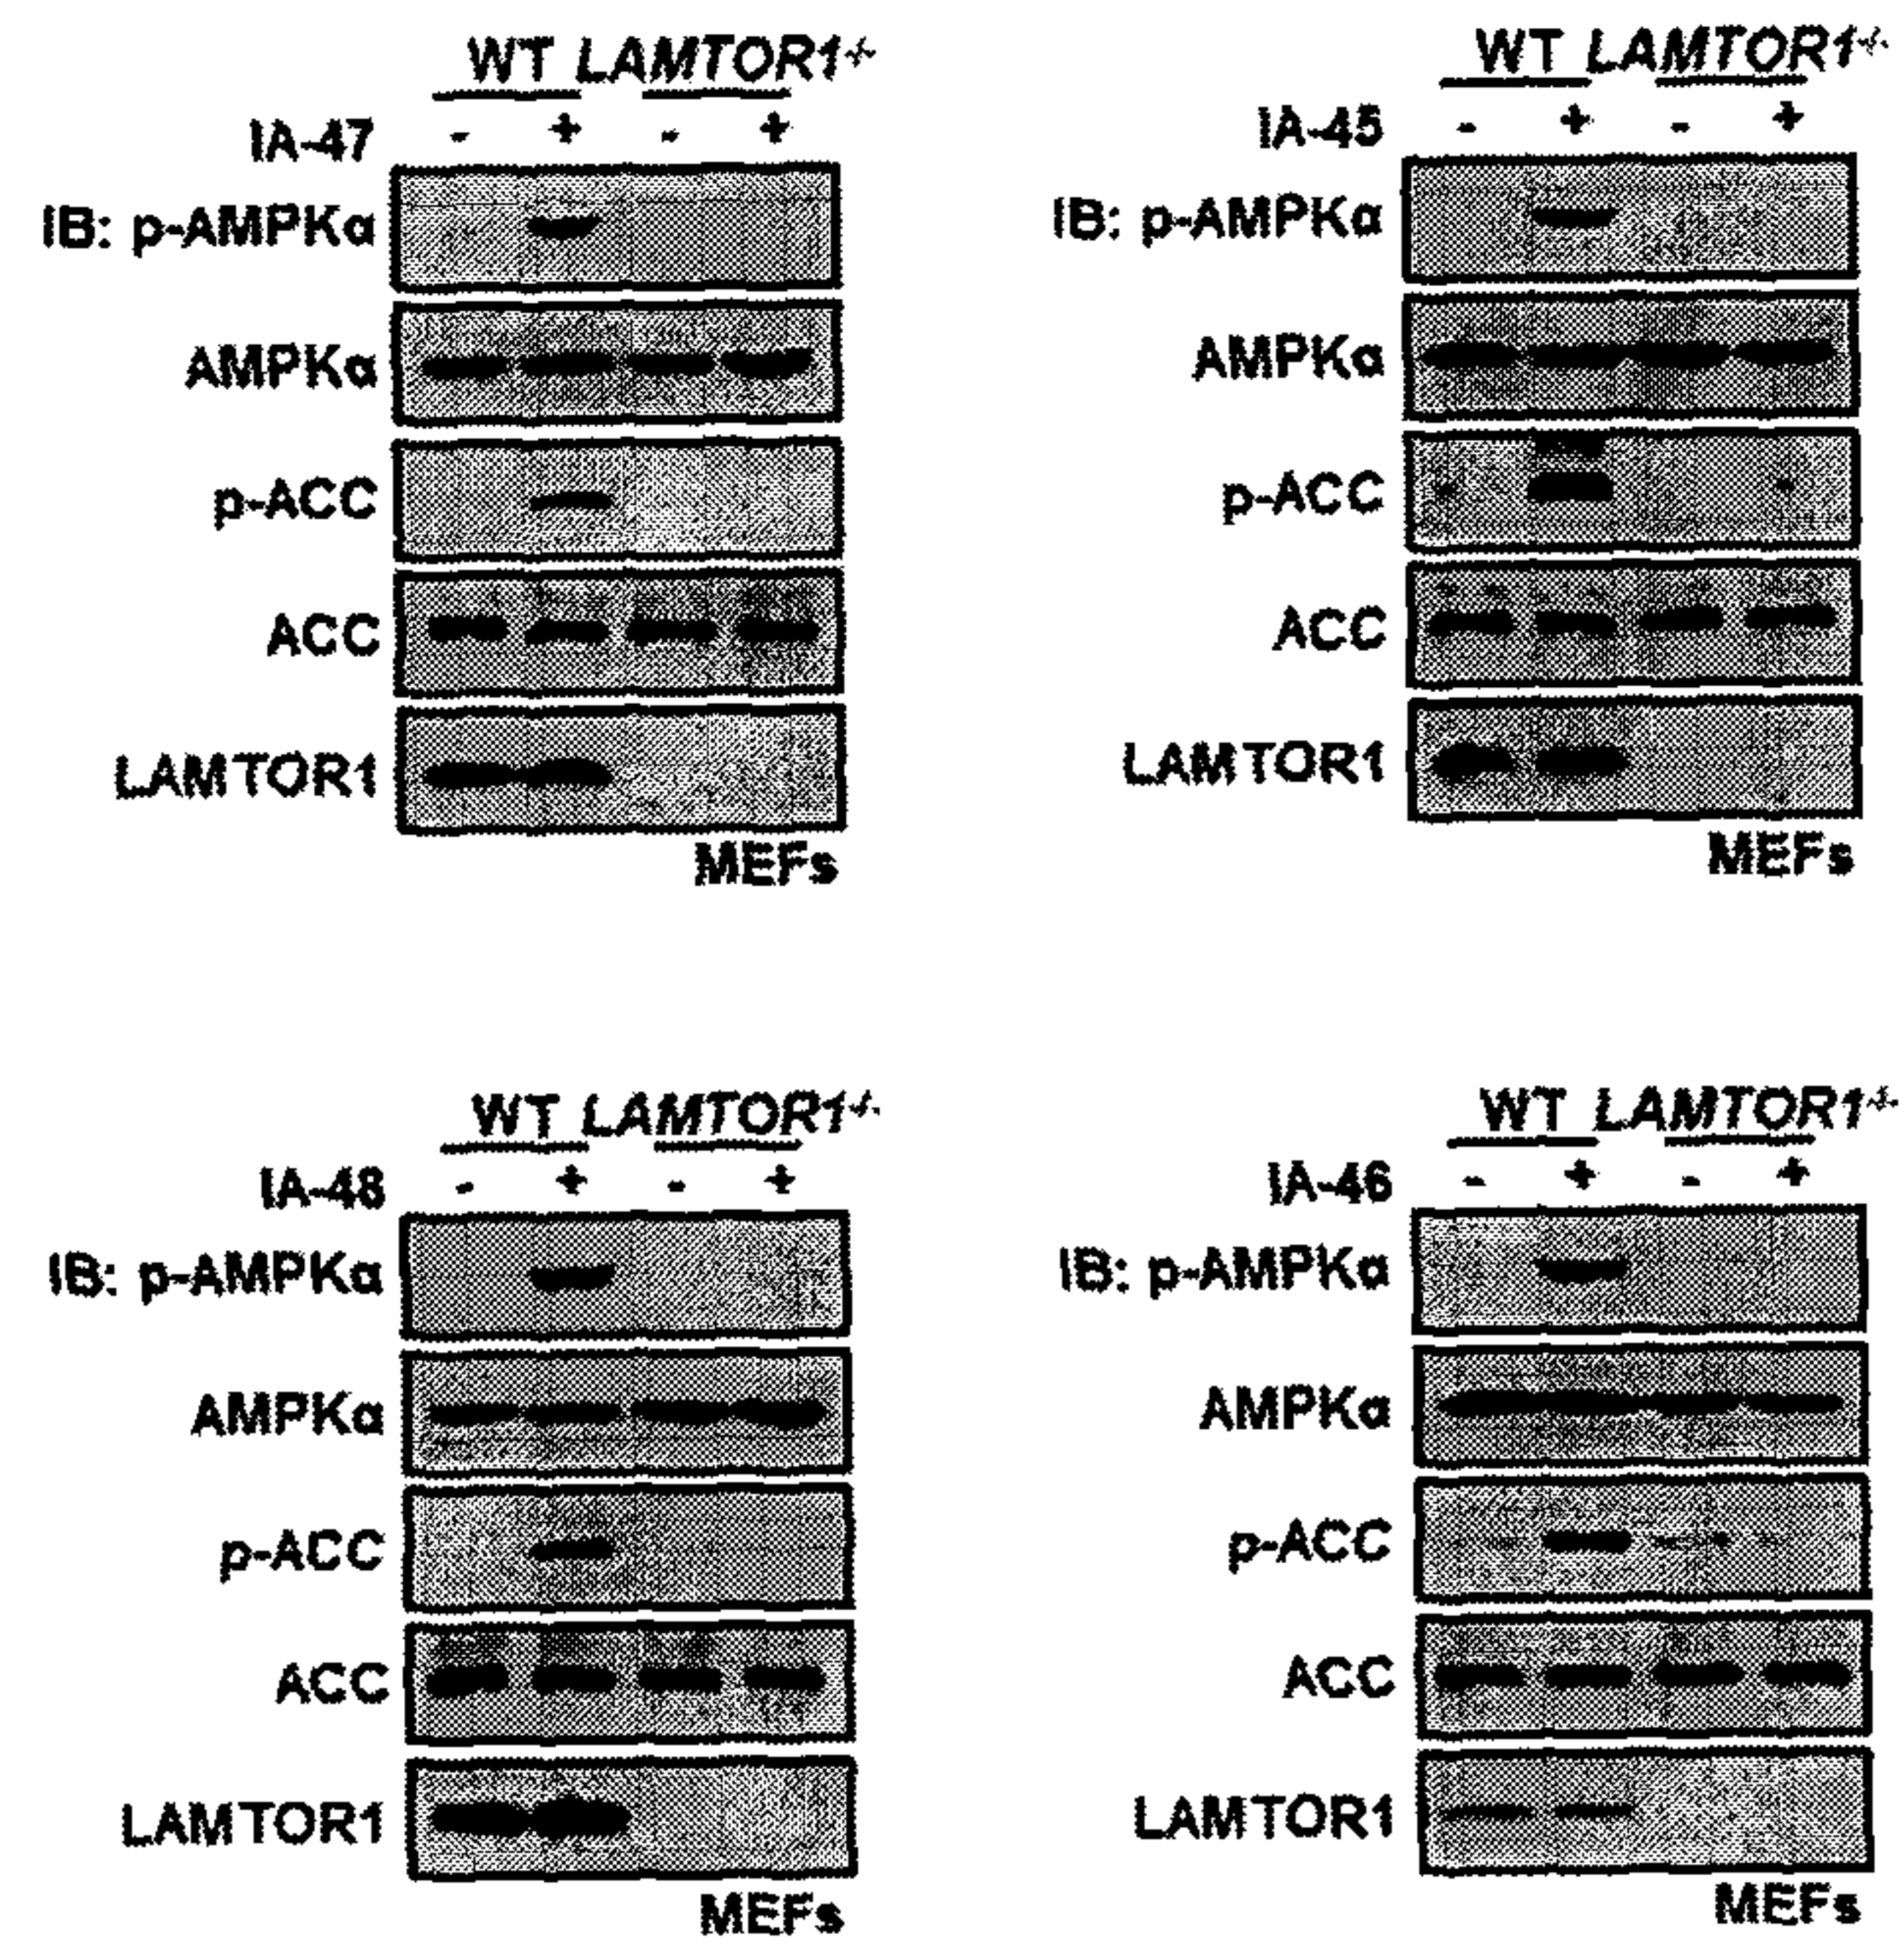 WT LAMTOR1-/-
IA-47 - + - +
IB: p-AMPKα
AMPKα
p-ACC
ACC
LAMTOR1
MEFs
WT LAMTOR1-/-
IA-45 - + - +
IB: p-AMPKα
AMPKα
p-ACC
ACC
LAMTOR1
MEFs
WT LAMTOR1-/-
IA-48 - + - +
IB: p-AMPKα
AMPKα
p-ACC
ACC
LAMTOR1
MEFs
WT LAMTOR1-/-
IA-46 - + - +
IB: p-AMPKα
AMPKα
p-ACC
ACC
LAMTOR1
MEFs